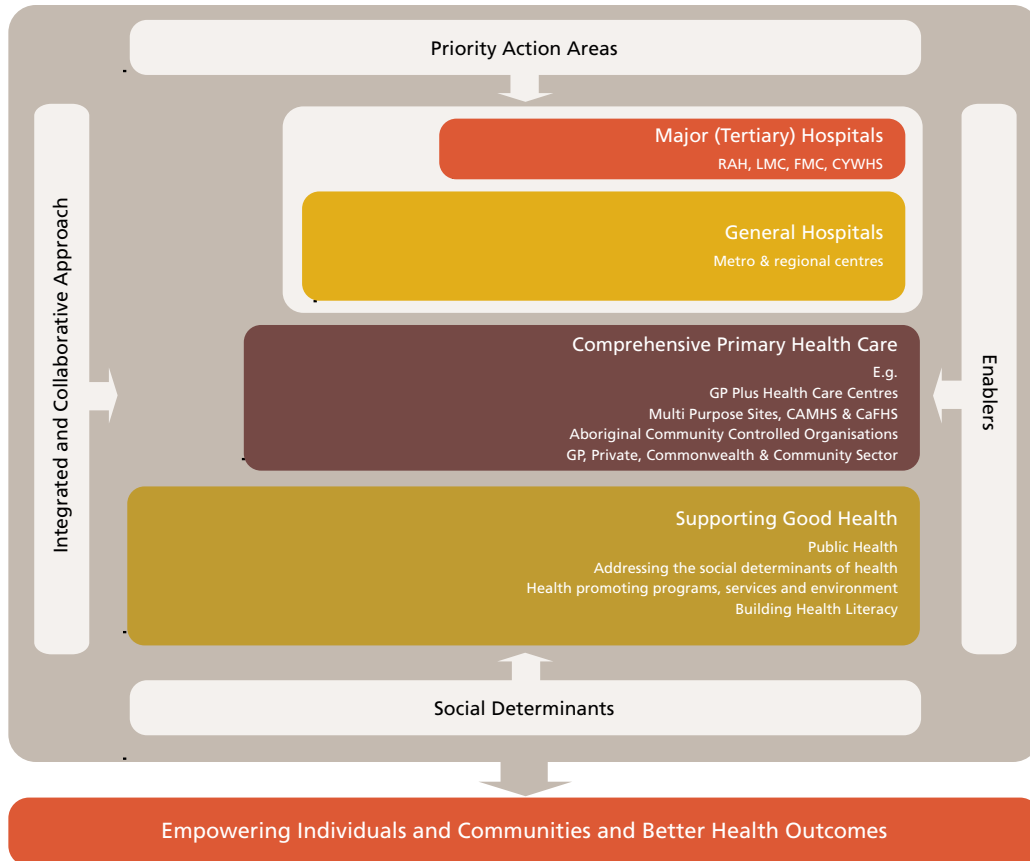 Priority Action Areas
Integrated and Collaborative Approach
Major (Tertiary) Hospitals
RAH, LMC, FMC, CYWHS
General Hospitals
Metro & regional centres
Comprehensive Primary Health Care
E.g.
GP Plus Health Care Centres
Multi Purpose Sites, CAMHS & CaFHS
Aboriginal Community Controlled Organisations
GP, Private, Commonwealth & Community Sector
Supporting Good Health
Public Health
Addressing the social determinants of health
Health promoting programs, services and environment
Building Health Literacy
Enablers
Social Determinants
Empowering Individuals and Communities and Better Health Outcomes